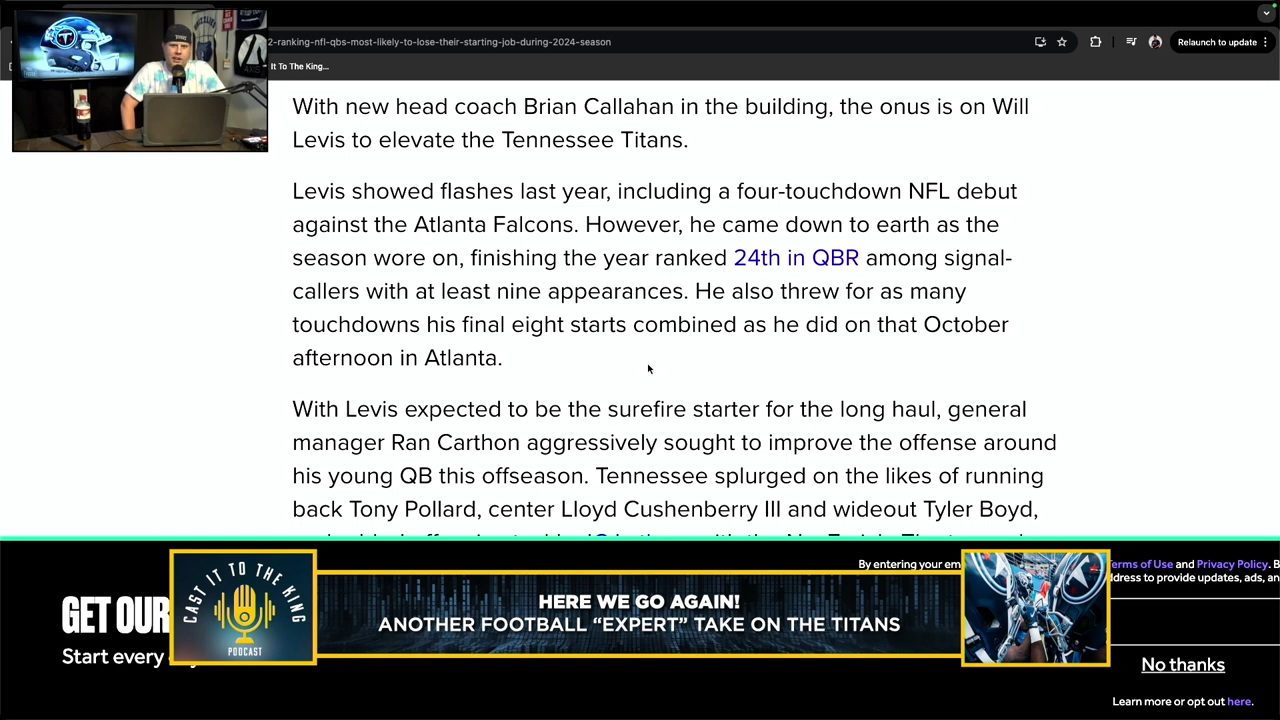 2-ranking-nfl-qbs-most-likely-to-lose-their-starting-job-during-2024-season
Relaunch to update
It To The King...
With new head coach Brian Callahan in the building, the onus is on Will
Levis to elevate the Tennessee Titans.
Levis showed flashes last year, including a four-touchdown NFL debut
against the Atlanta Falcons. However, he came down to earth as the
season wore on, finishing the year ranked 24th in QBR among signal-
callers with at least nine appearances. He also threw for as many
touchdowns his final eight starts combined as he did on that October
afternoon in Atlanta.
With Levis expected to be the surefire starter for the long haul, general
manager Ran Carthon aggressively sought to improve the offense around
his young QB this offseason. Tennessee splurged on the likes of running
back Tony Pollard, center Lloyd Cushenberry III and wideout Tyler Boyd,
By entering your em
erms of Use and Privacy Policy. B
ddress to provide updates, ads, an
GET OUR
Start every
CAST IT TO THE KING
PODCAST
HERE WE GO AGAIN!
ANOTHER FOOTBALL “EXPERT” TAKE ON THE TITANS
No thanks
Learn more or opt out here.